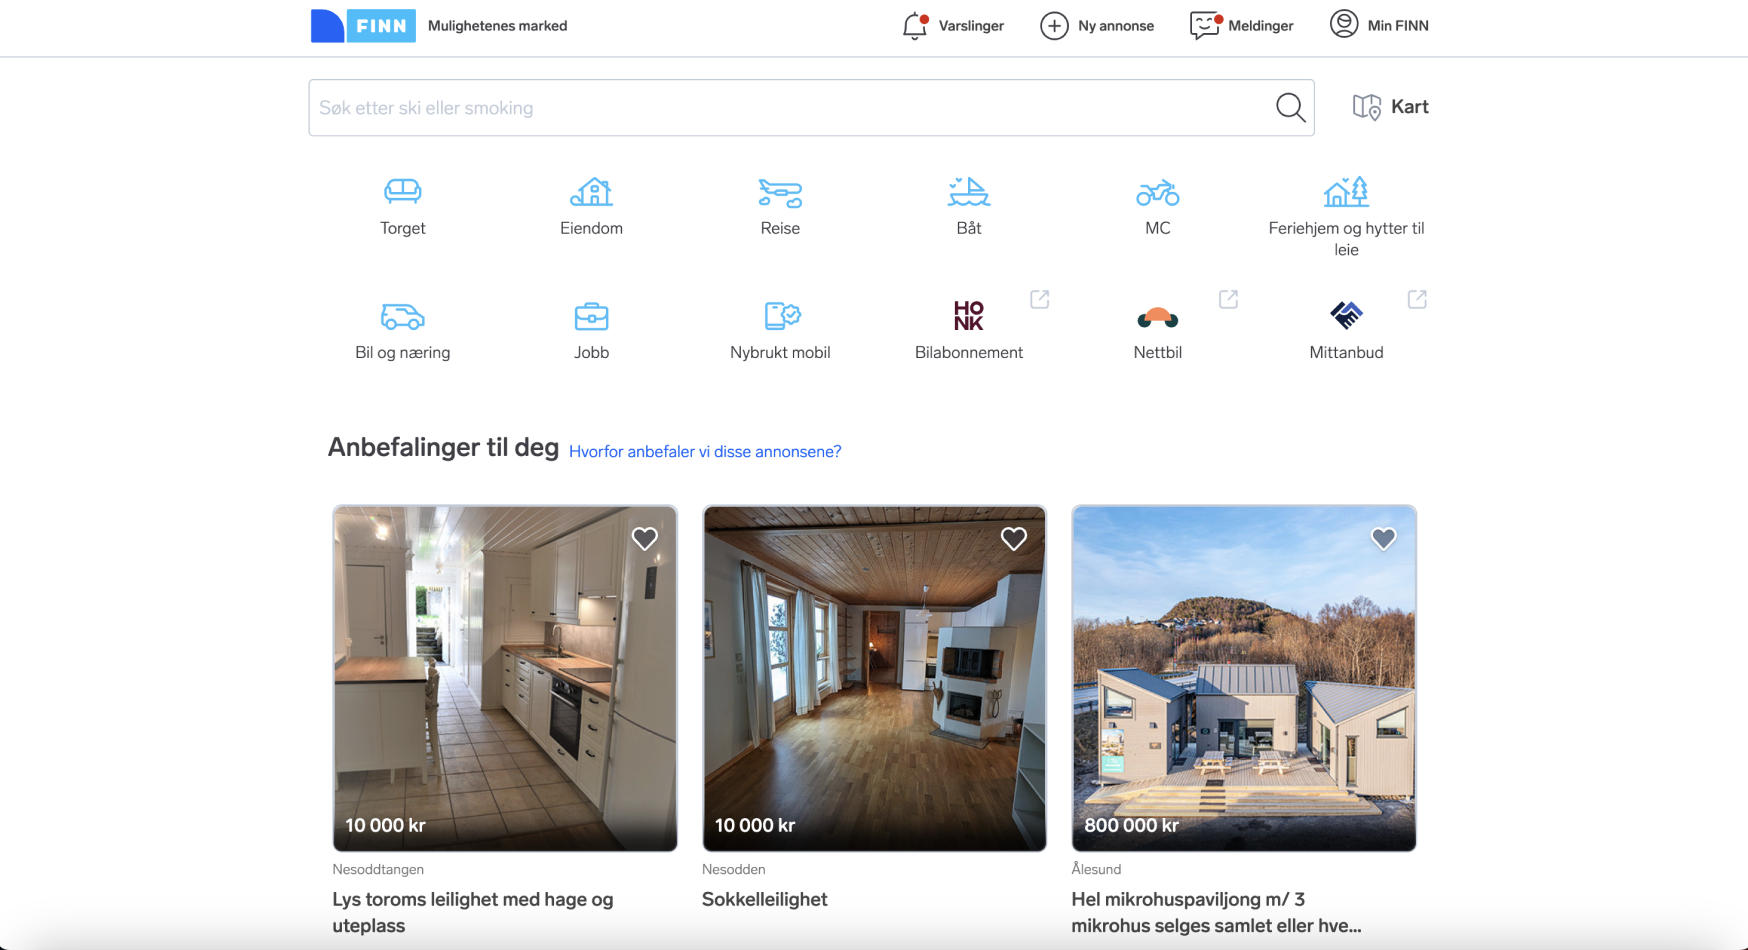 FINN Mulighetenes marked Varslinger Ny annonse Meldinger Min FINN
Søk etter ski eller smoking
Kart
Torget Eiendom Reise Båt MC Feriehjem og hytter til
leie
HONK
Bil og næring Jobb Nybrukt mobil Bilabonnement Nettbil Mittanbud
Anbefalinger til deg Hvorfor anbefaler vi disse annonsene?
10 000 kr
Nesoddtangen
Lys toroms leilighet med hage og
uteplass
10 000 kr
Nesodden
Sokkelleilighet
800 000 kr
Ålesund
Hel mikrohuspaviljong m/ 3
mikrohus selges samlet eller hve...